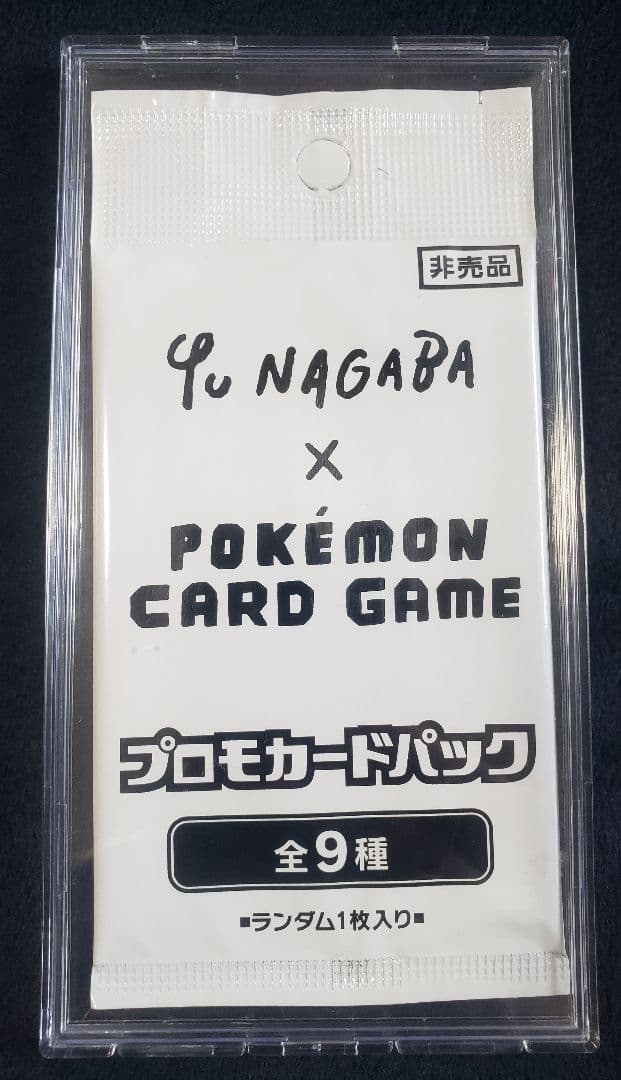 非売品
Yu NAGABA
×
POKÉMON
CARD GAME
プロモカードパック
全9種
■ランダム1枚入り■